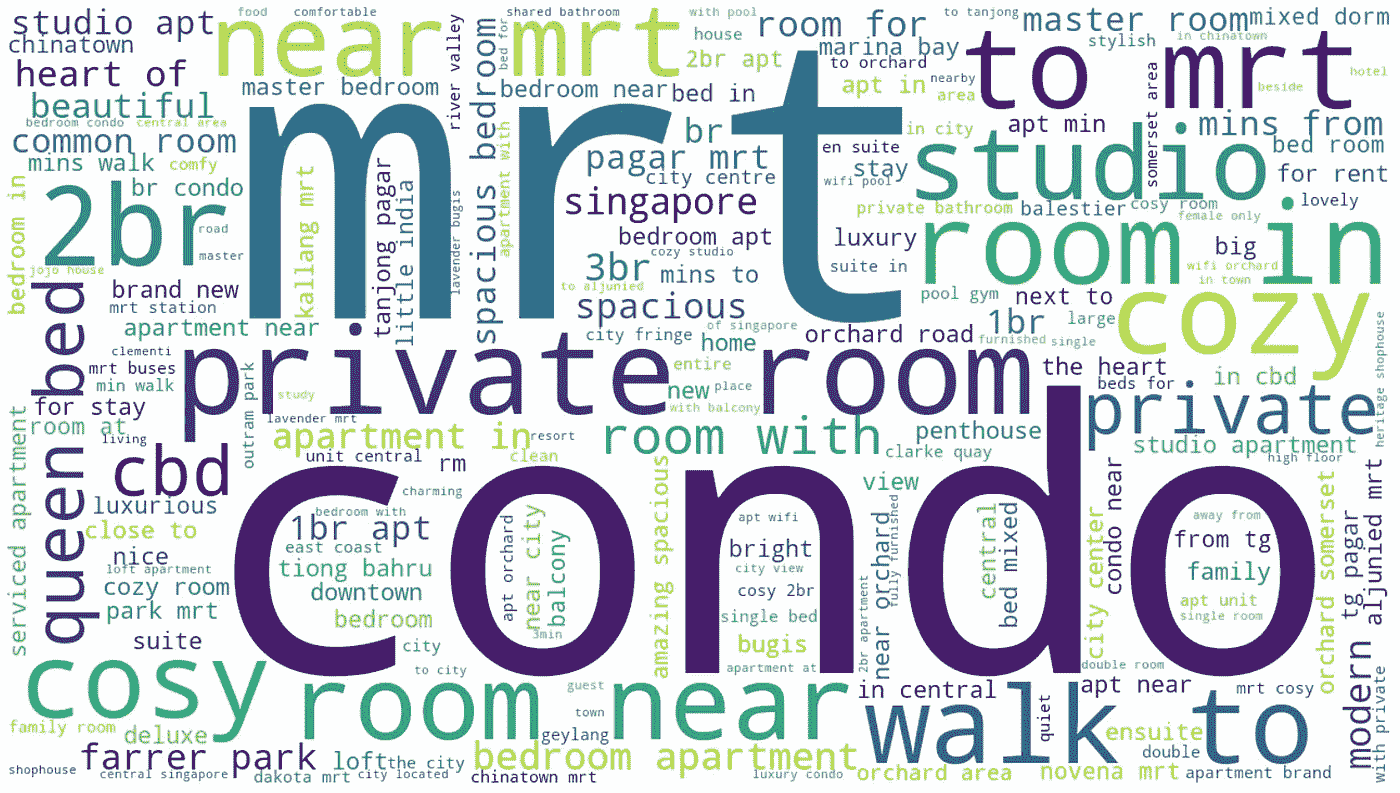 studio apt
food
comfortable
shared bathroom
with pool
to tanjong
master room
mixed dorm
chinatown
near mrt
river valley
bed for
house
room for
stylish
in chinatown
heart of
2br apt
marina bay
to mrt
hotel
master bedroom
bedroom near
bed in
to orchard
nearby
apt in
area
somerset area
beside
beautiful
mrt
bedroom condo
central area
spacious bedroom
apartment with
br
in city
apt min
mins from
common room
pagar mrt
en suite
studio
bed room
mins walk
comfy
kallang mrt
tanjong pagar
city centre
stay
for rent
bedroom in
2br
br condo
little india
lavender bugis
singapore
wifi pool
private bathroom
balestier
cosy room
lovely
female only
road
master
bedroom apt
luxury
room in
big
cozy studio
jojo house
3br
mins to
suite in
wifi orchard
in town
brand new
to aljunied
pool gym
next to
cozy
mrt station
spacious
1br
large
apartment near
city fringe
of singapore
home
orchard road
furnished
single
heritage shophouse
queen bed
clementi
private room
entire
the heart
mrt buses
min walk
new
place
beds for
in cbd
for stay
outram park
study
with balcony
private
room at
lavender mrt
serviced apartment
living
apartment in
resort
room with
penthouse
studio apartment
cbd
unit central
rm
clean
clarke quay
high floor
condo
luxurious
charming
amazing spacious
view
condo near
orchard somerset
close to
bedroom with
1br apt
apt orchard
near city
balcony
apt wifi
near orchard
fully furnished
central
bed mixed
city center
away from
from tg
tg pagar
aljunied mrt
nice
east coast
bright
loft apartment
tiong bahru
city view
family
cozy room
downtown
cosy 2br
apt unit
park mrt
bedroom
single bed
single room
suite
3min
bugis
2br apartment
city
to city
apartment at
double room
modern
cosy
room near
guest
in central
apt near
mrt cosy
with private
town
walk to
quiet
family room
deluxe
geylang
ensuite
farrer park
loft
the city
bedroom apartment
double
shophouse
central singapore
dakota mrt
city located
chinatown mrt
luxury condo
orchard area
novena mrt
apartment brand